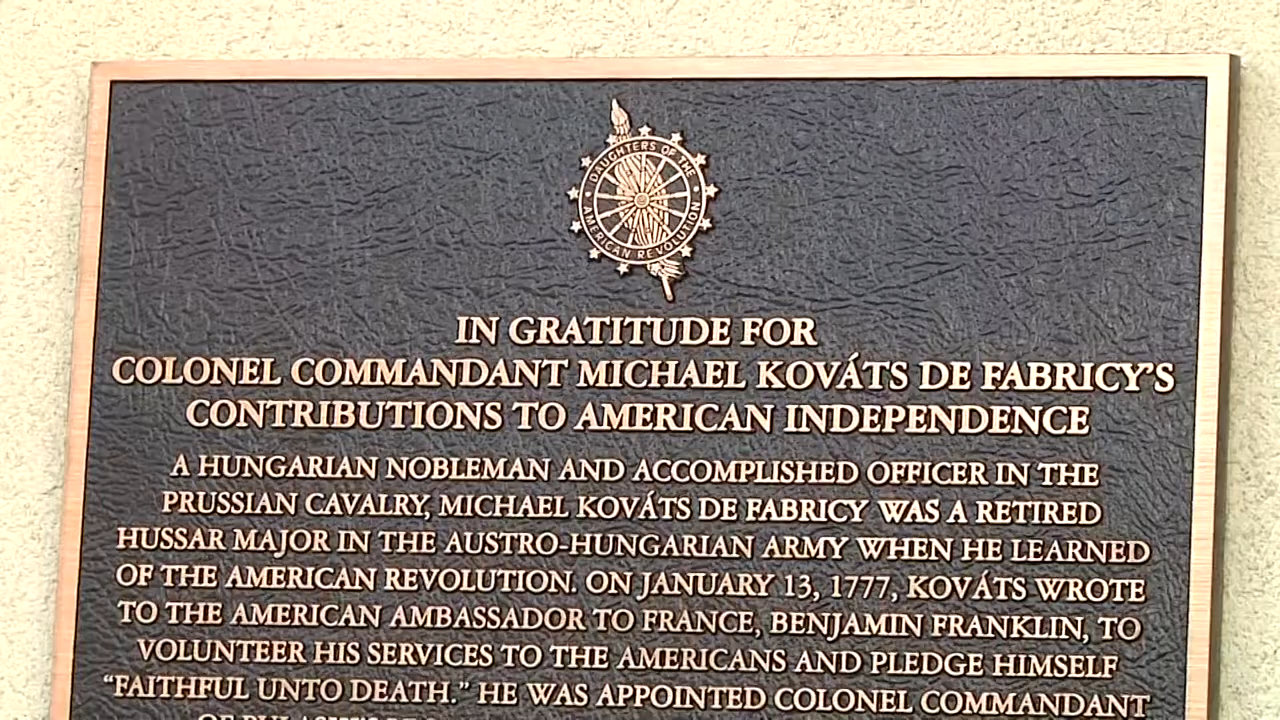 DAUGHTERS OF THE
AMERICAN REVOLUTION
IN GRATITUDE FOR
COLONEL COMMANDANT MICHAEL KOVÁTS DE FABRICY'S
CONTRIBUTIONS TO AMERICAN INDEPENDENCE
A HUNGARIAN NOBLEMAN AND ACCOMPLISHED OFFICER IN THE
PRUSSIAN CAVALRY, MICHAEL KOVÁTS DE FABRICY WAS A RETIRED
HUSSAR MAJOR IN THE AUSTRO-HUNGARIAN ARMY WHEN HE LEARNED
OF THE AMERICAN REVOLUTION. ON JANUARY 13, 1777, KOVÁTS WROTE
TO THE AMERICAN AMBASSADOR TO FRANCE, BENJAMIN FRANKLIN, TO
VOLUNTEER HIS SERVICES TO THE AMERICANS AND PLEDGE HIMSELF
"FAITHFUL UNTO DEATH." HE WAS APPOINTED COLONEL COMMANDANT